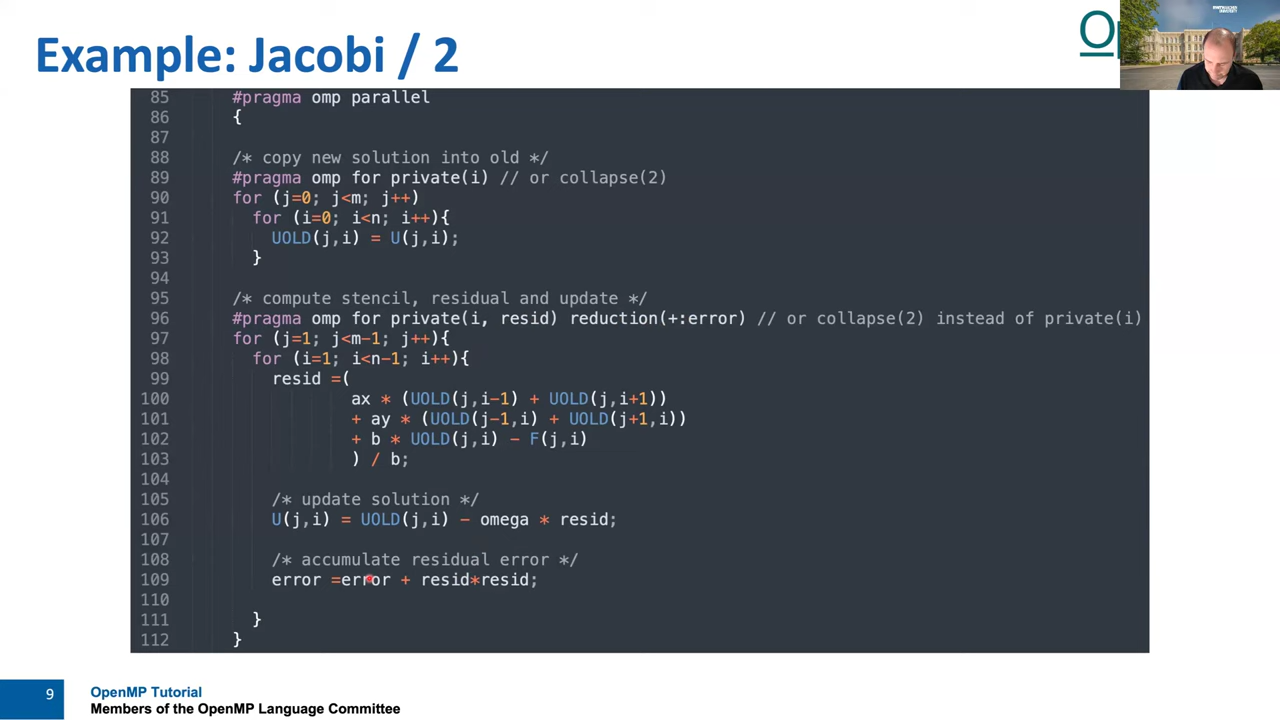 Example: Jacobi / 2
85 #pragma omp parallel
86 {
87
88 /* copy new solution into old */
89 #pragma omp for private(i) // or collapse(2)
90 for (j=0; j<m; j++)
91 for (i=0; i<n; i++){
92 UOLD(j,i) = U(j,i);
93 }
94
95 /* compute stencil, residual and update */
96 #pragma omp for private(i, resid) reduction(+:error) // or collapse(2) instead of private(i)
97 for (j=1; j<m-1; j++){
98 for (i=1; i<n-1; i++){
99 resid =(
100 ax * (UOLD(j,i-1) + UOLD(j,i+1))
101 + ay * (UOLD(j-1,i) + UOLD(j+1,i))
102 + b * UOLD(j,i) - F(j,i)
103 ) / b;
104
105 /* update solution */
106 U(j,i) = UOLD(j,i) - omega * resid;
107
108 /* accumulate residual error */
109 error =error + resid*resid;
110
111 }
112 }
9
OpenMP Tutorial
Members of the OpenMP Language Committee